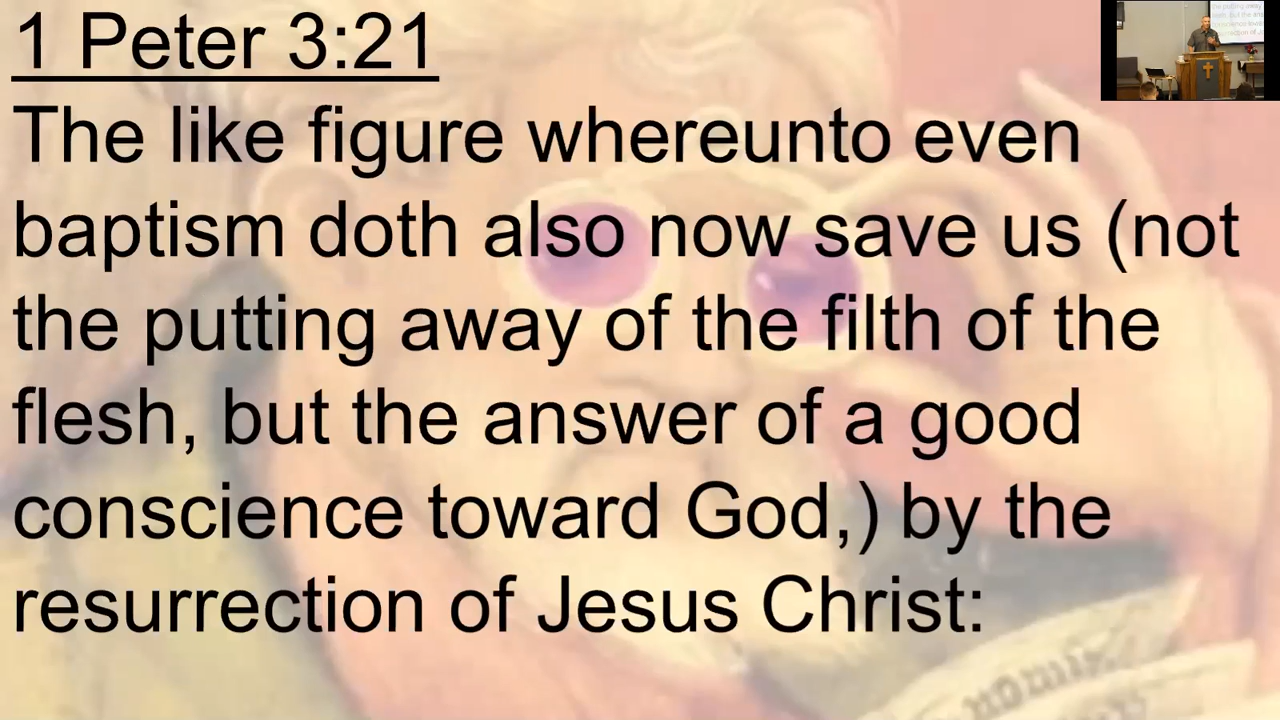 1 Peter 3:21
The like figure whereunto even
baptism doth also now save us (not
the putting away of the filth of the
flesh, but the answer of a good
conscience toward God,) by the
resurrection of Jesus Christ: